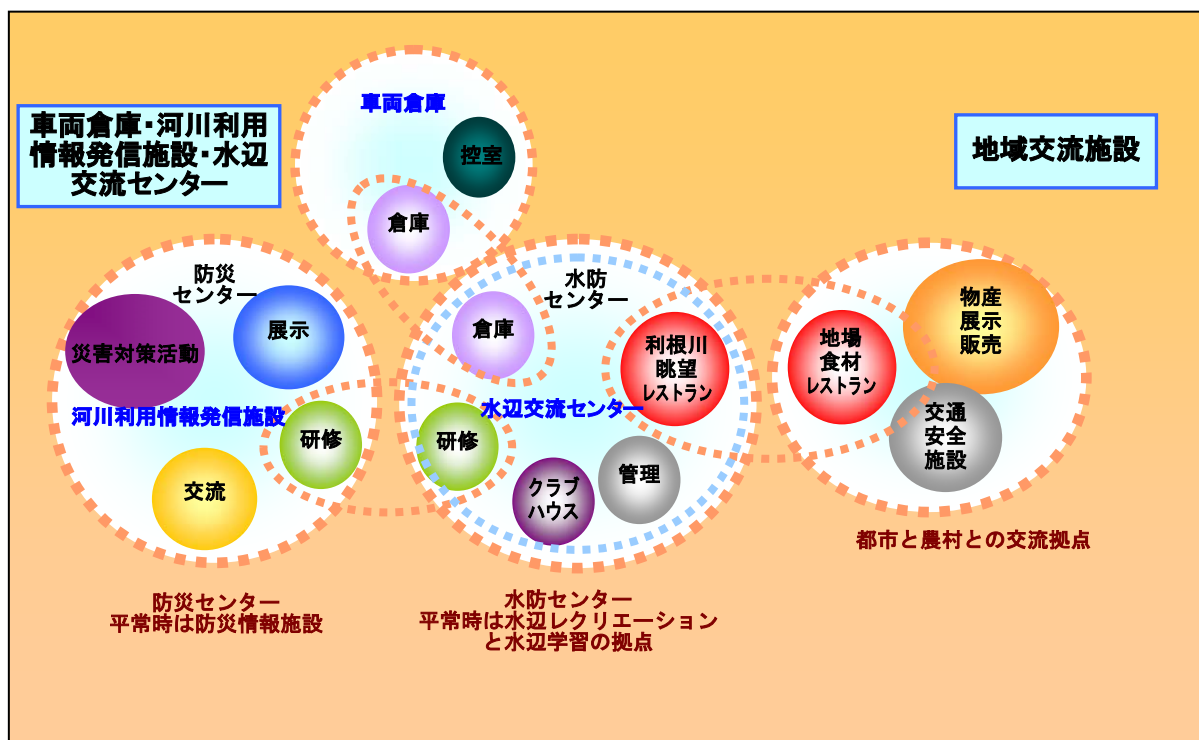 車両倉庫・河川利用
情報発信施設・水辺
交流センター
地域交流施設
車両倉庫
控室
倉庫
防災
センター
災害対策活動
展示
河川利用情報発信施設
研修
交流
水防
センター
倉庫
利根川
眺望
レストラン
水辺交流センター
研修
クラブ
ハウス
管理
地場
食材
レストラン
物産
展示
販売
交通
安全
施設
防災センター
平常時は防災情報施設
水防センター
平常時は水辺レクリエーション
と水辺学習の拠点
都市と農村との交流拠点